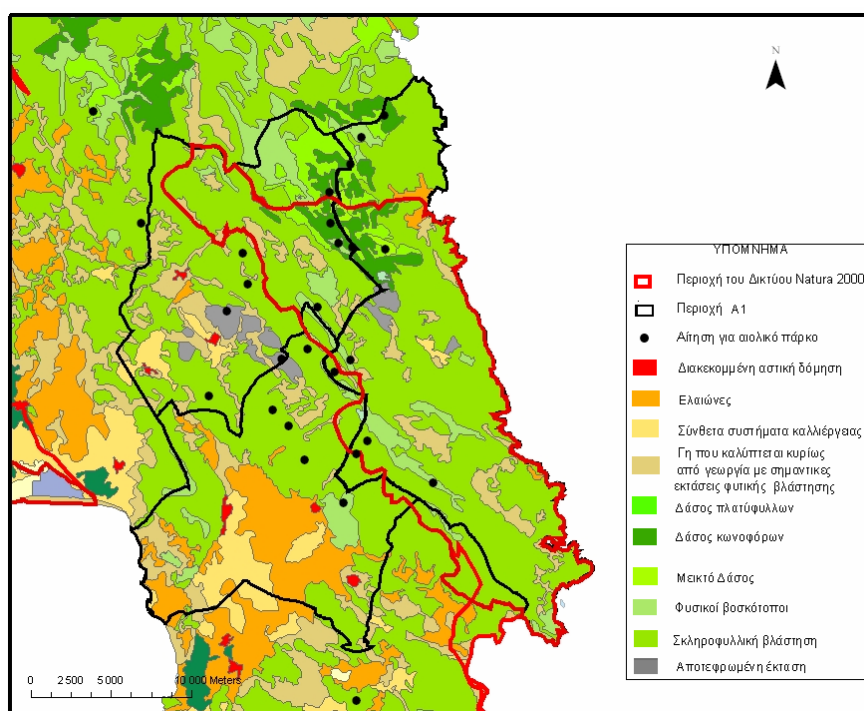 N
ΥΠΟΜΝΗΜΑ
Περιοχή του Δικτύου Natura 2000
Περιοχή Α1
Αίτηση για αιολικό πάρκο
Διακεκομμένη αστική δόμηση
Ελαιώνες
Σύνθετα συστήματα καλλιέργειας
Γη που καλύπτεται κυρίως
από γεωργία με σημαντικες
εκτάσεις φυτικής βλάστησης
Δάσος πλατύφυλλων
Δάσος κωνοφόρων
Μεικτό Δάσος
Φυσικοί βοσκότοποι
Σκληροφυλλική βλάστηση
Αποτεφρωμένη έκταση
0 2 500 5 000 10 000 Meters